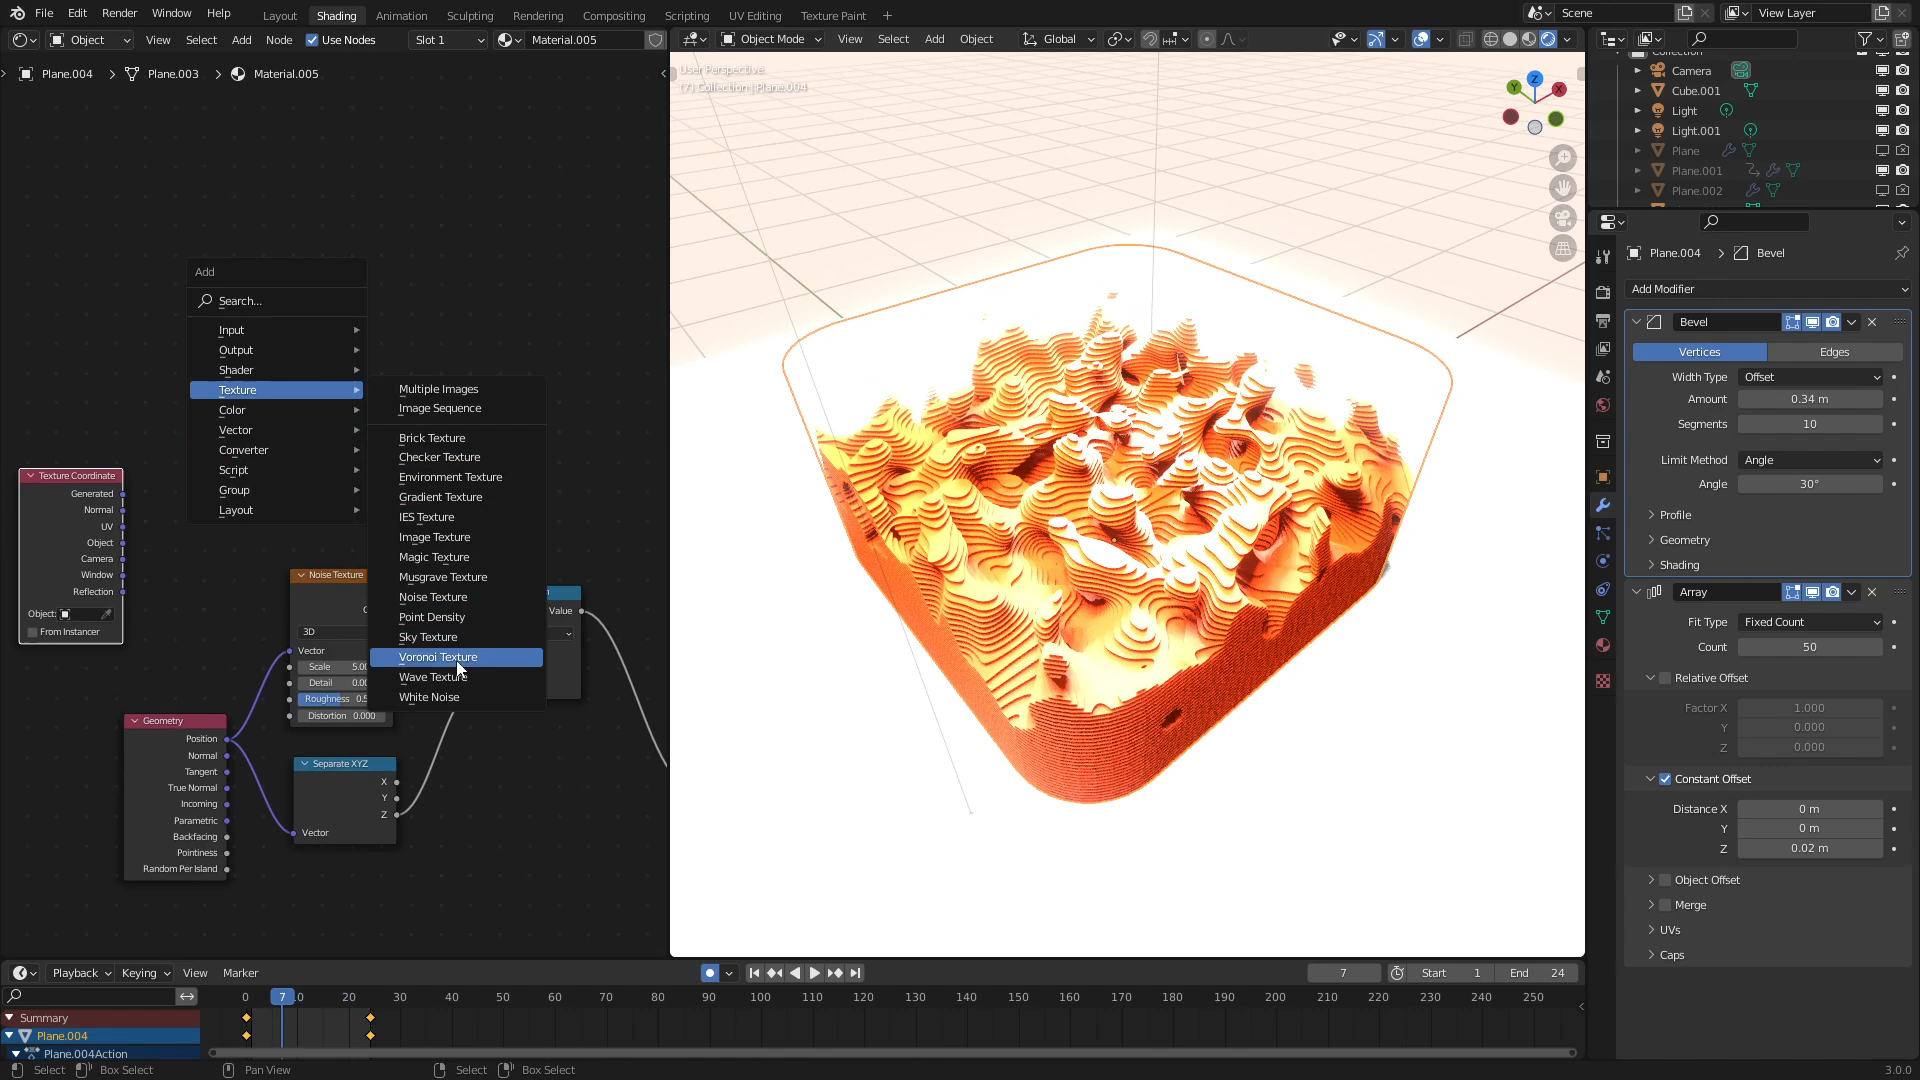 File Edit Render Window Help
Layout Shading Animation Sculpting Rendering Compositing Scripting UV Editing Texture Paint +
Scene
View Layer
Object View Select Add Node Use Nodes Slot 1 Material.005
Object Mode View Select Add Object Global
Plane.004 > Plane.003 > Material.005
User Perspective
(7) Collection | Plane.004
Z
Y
X
Add
Search...
Input
Output
Shader
Texture
Color
Vector
Converter
Script
Group
Layout
Multiple Images
Image Sequence
Brick Texture
Checker Texture
Environment Texture
Gradient Texture
IES Texture
Image Texture
Magic Texture
Musgrave Texture
Noise Texture
Point Density
Sky Texture
Voronoi Texture
Wave Texture
White Noise
Texture Coordinate
Generated
Normal
UV
Object
Camera
Window
Reflection
Object:
From Instancer
Noise Texture
3D
Vector
Scale 5.00
Detail 0.00
Roughness 0.5
Distortion 0.000
Value
Geometry
Position
Normal
Tangent
True Normal
Incoming
Parametric
Backfacing
Pointiness
Random Per Island
Separate XYZ
X
Y
Z
Vector
Collection
Camera
Cube.001
Light
Light.001
Plane
Plane.001
Plane.002
Plane.004 > Bevel
Add Modifier
Bevel
Vertices Edges
Width Type Offset
Amount 0.34 m
Segments 10
Limit Method Angle
Angle 30°
Profile
Geometry
Shading
Array
Fit Type Fixed Count
Count 50
Relative Offset
Factor X 1.000
Y 0.000
Z 0.000
Constant Offset
Distance X 0 m
Y 0 m
Z 0.02 m
Object Offset
Merge
UVs
Caps
Playback Keying View Marker
7 Start 1 End 24
0 7 20 30 40 50 60 70 80 90 100 110 120 130 140 150 160 170 180 190 200 210 220 230 240 250
Summary
Plane.004
Plane.004Action
Select Box Select Pan View Select Box Select 3.0.0